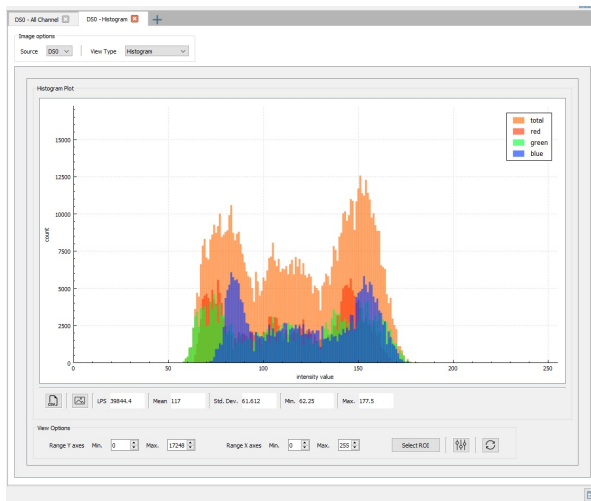 DS0 - All Channel DS0 - Histogram
Image options
Source DS0 View Type Histogram
Histogram Plot
total
red
green
blue
15000
12500
10000
7500
5000
2500
0
count
0 50 100 150 200 250
intensity value
LPS 39844.4 Mean 117 Std. Dev. 61.612 Min. 62.25 Max. 177.5
View Options
Range Y axes Min. 0 Max. 17248 Range X axes Min. 0 Max. 255 Select ROI